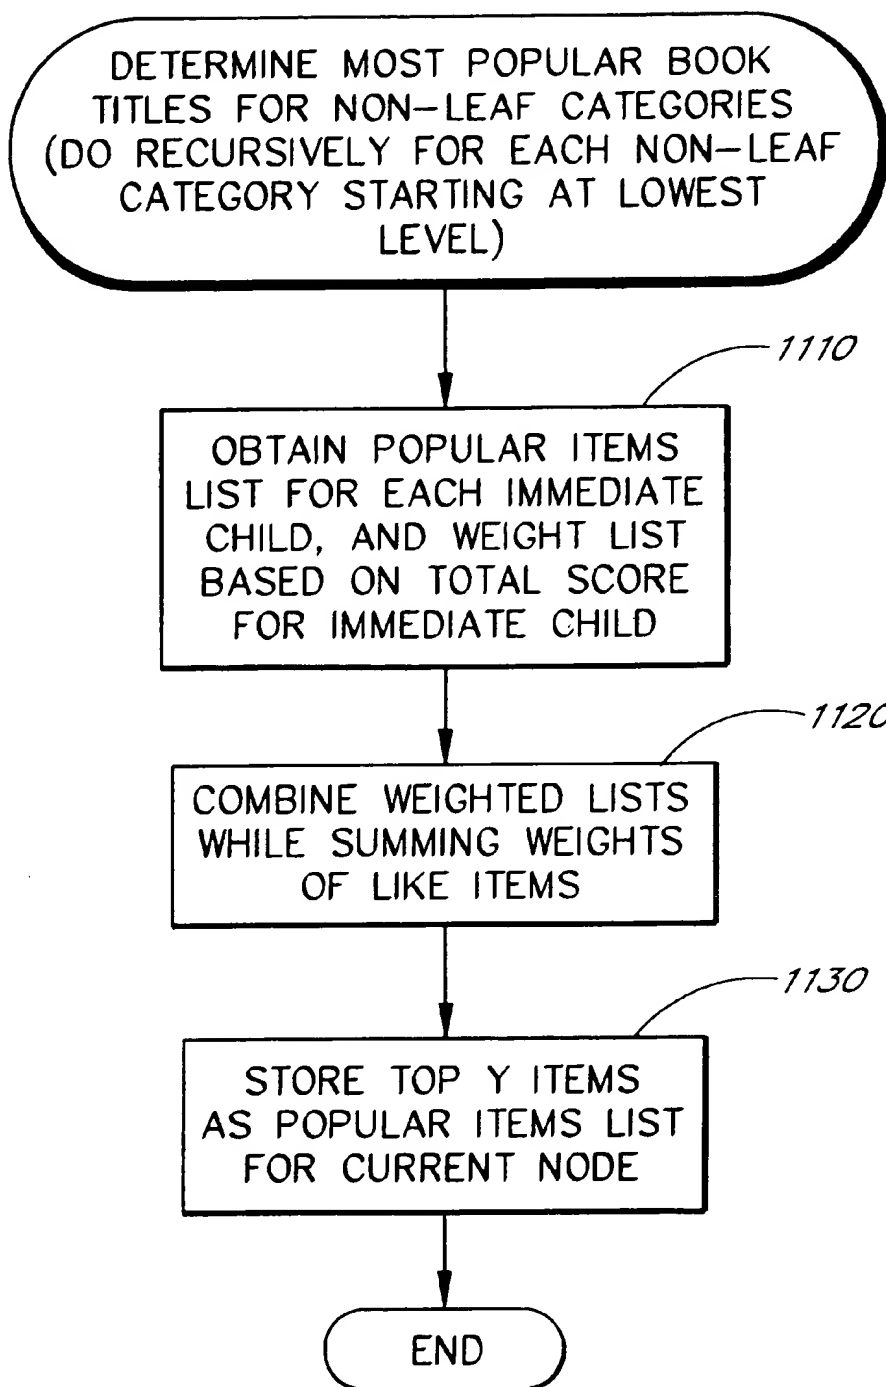 DETERMINE MOST POPULAR BOOK
TITLES FOR NON-LEAF CATEGORIES
(DO RECURSIVELY FOR EACH NON-LEAF
CATEGORY STARTING AT LOWEST
LEVEL)
1110
OBTAIN POPULAR ITEMS
LIST FOR EACH IMMEDIATE
CHILD, AND WEIGHT LIST
BASED ON TOTAL SCORE
FOR IMMEDIATE CHILD
1120
COMBINE WEIGHTED LISTS
WHILE SUMMING WEIGHTS
OF LIKE ITEMS
1130
STORE TOP Y ITEMS
AS POPULAR ITEMS LIST
FOR CURRENT NODE
END